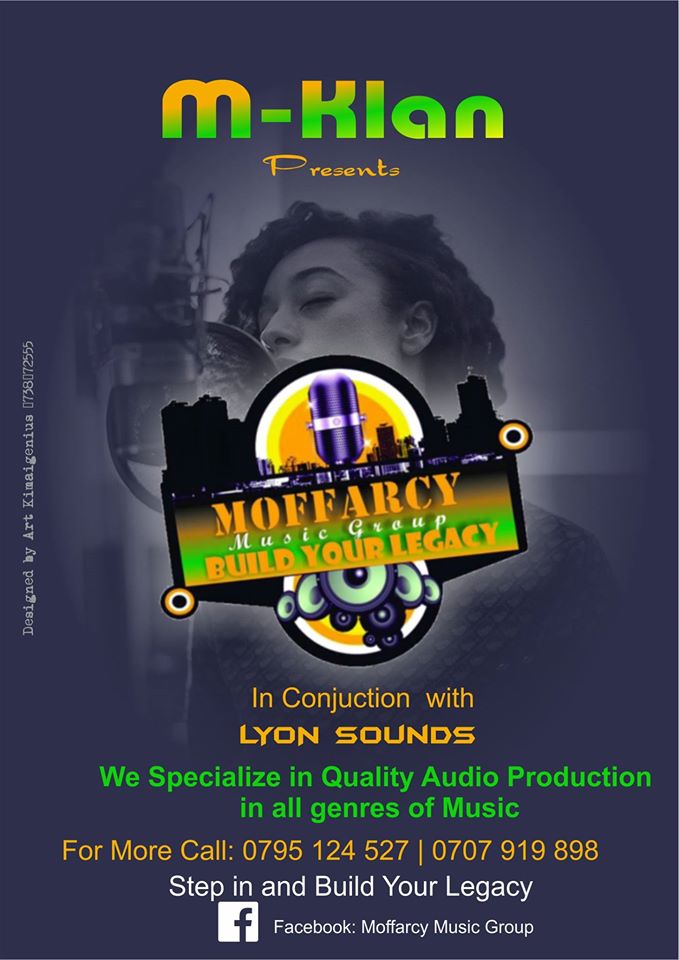 M-Klan
Presents
MOFFARCY
Music Group
BUILD YOUR LEGACY
In Conjuction with
LYON SOUNDS
We Specialize in Quality Audio Production
in all genres of Music
For More Call: 0795 124 527 | 0707 919 898
Step in and Build Your Legacy
Facebook: Moffarcy Music Group
Designed by Art Kimaigenius